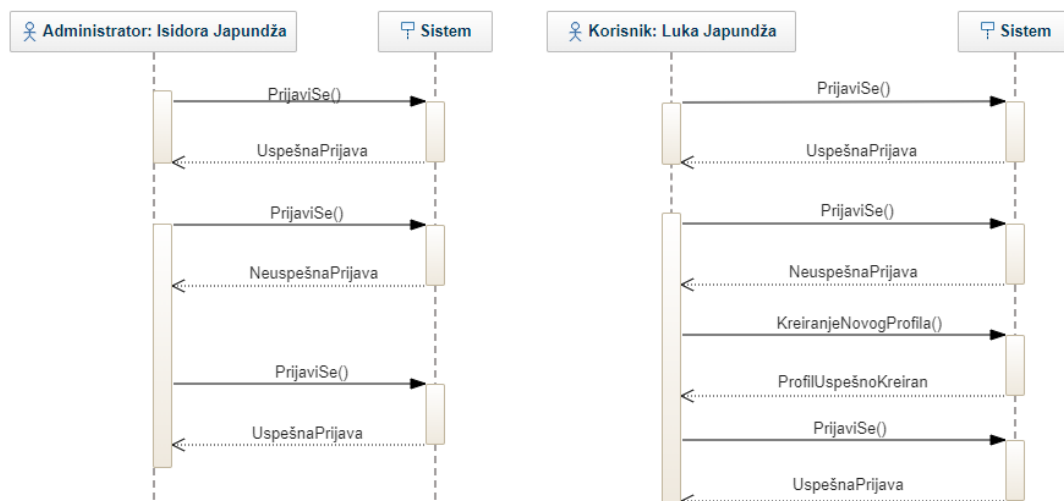 Administrator: Isidora Japundža
Sistem
PrijaviSe()
UspešnaPrijava
PrijaviSe()
NeuspešnaPrijava
PrijaviSe()
UspešnaPrijava
Korisnik: Luka Japundža
Sistem
PrijaviSe()
UspešnaPrijava
PrijaviSe()
NeuspešnaPrijava
KreiranjeNovogProfila()
ProfilUspešnoKreiran
PrijaviSe()
UspešnaPrijava